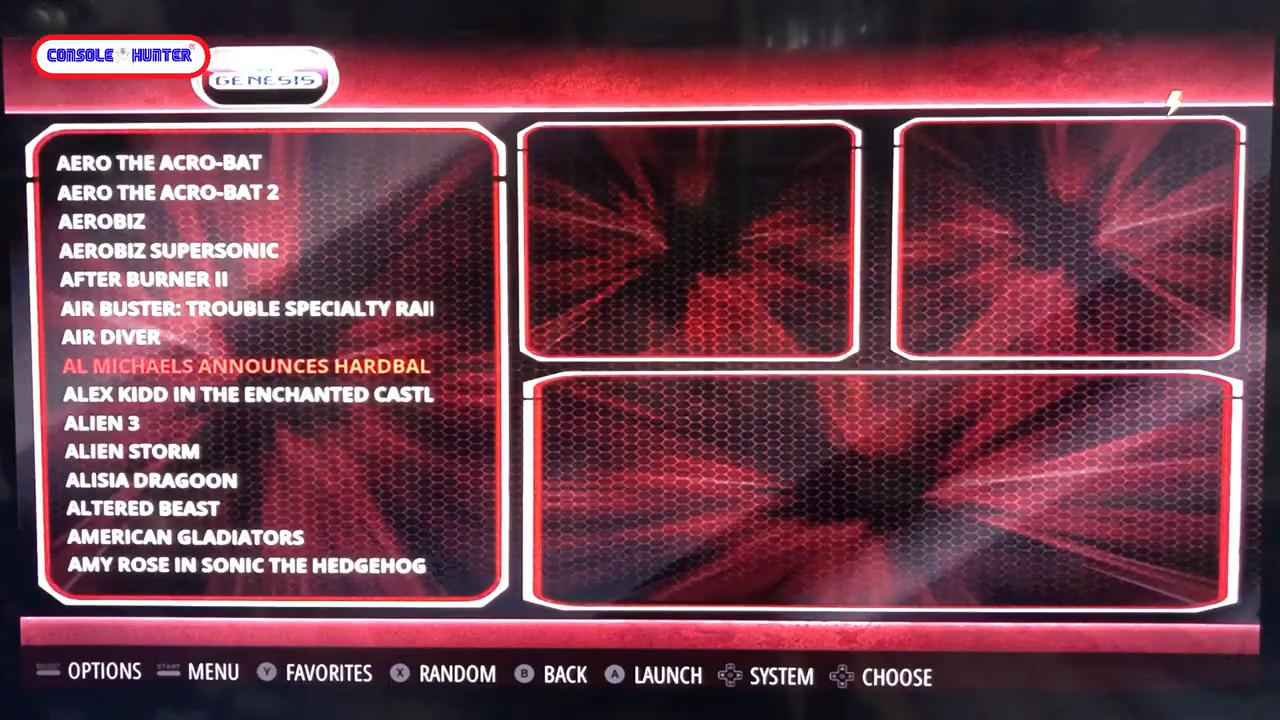 CONSOLE HUNTER
GENESIS
AERO THE ACRO-BAT
AERO THE ACRO-BAT 2
AEROBIZ
AEROBIZ SUPERSONIC
AFTER BURNER II
AIR BUSTER: TROUBLE SPECIALTY RAI
AIR DIVER
AL MICHAELS ANNOUNCES HARDBAL
ALEX KIDD IN THE ENCHANTED CASTL
ALIEN 3
ALIEN STORM
ALISIA DRAGOON
ALTERED BEAST
AMERICAN GLADIATORS
AMY ROSE IN SONIC THE HEDGEHOG
SELECT OPTIONS START MENU Y FAVORITES X RANDOM B BACK A LAUNCH SYSTEM CHOOSE